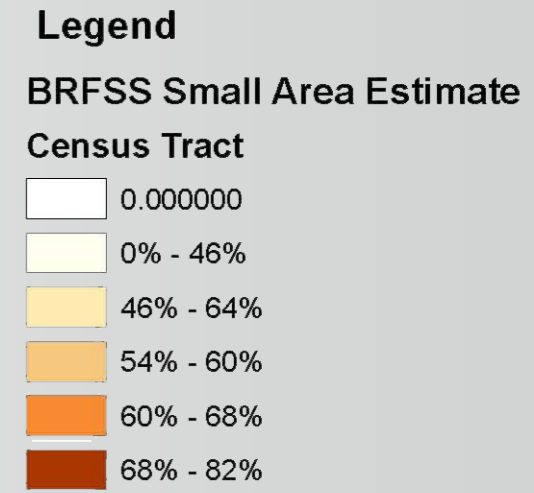 Legend
BRFSS Small Area Estimate
Census Tract
0.000000
0% - 46%
46% - 64%
54% - 60%
60% - 68%
68% - 82%